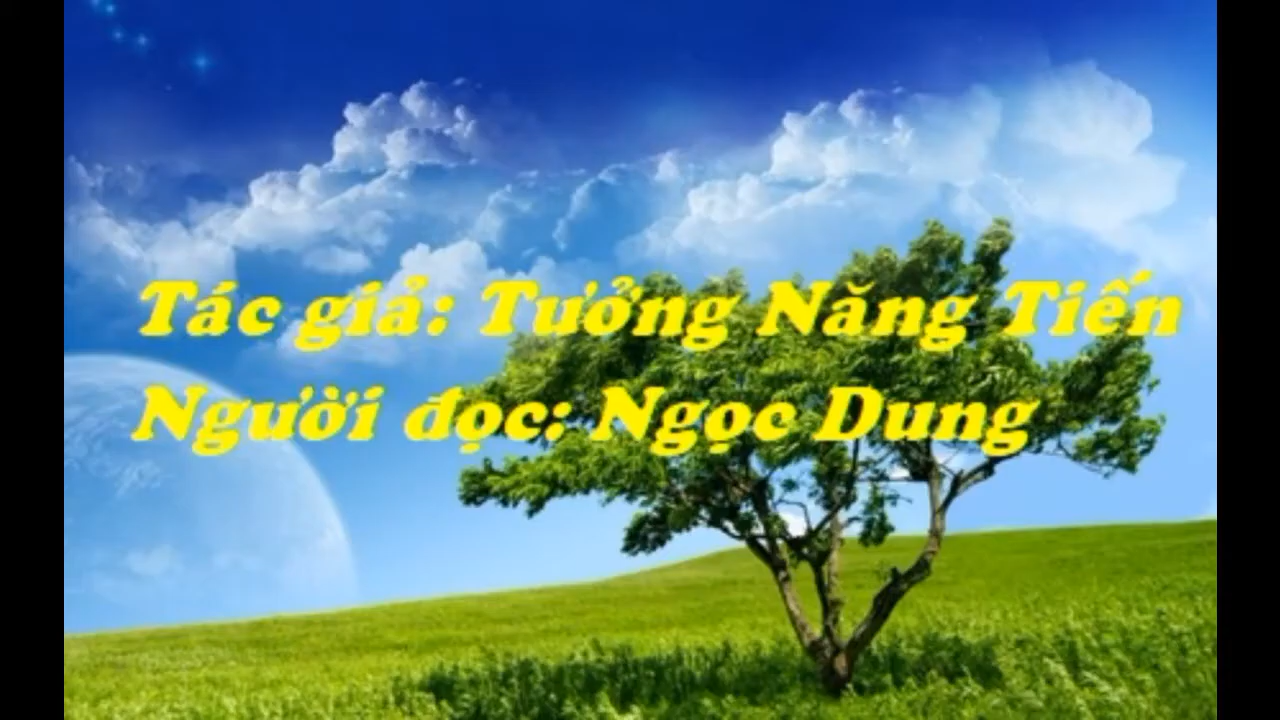 Tác giả: Tưởng Năng Tiến
Người đọc: Ngọc Dung